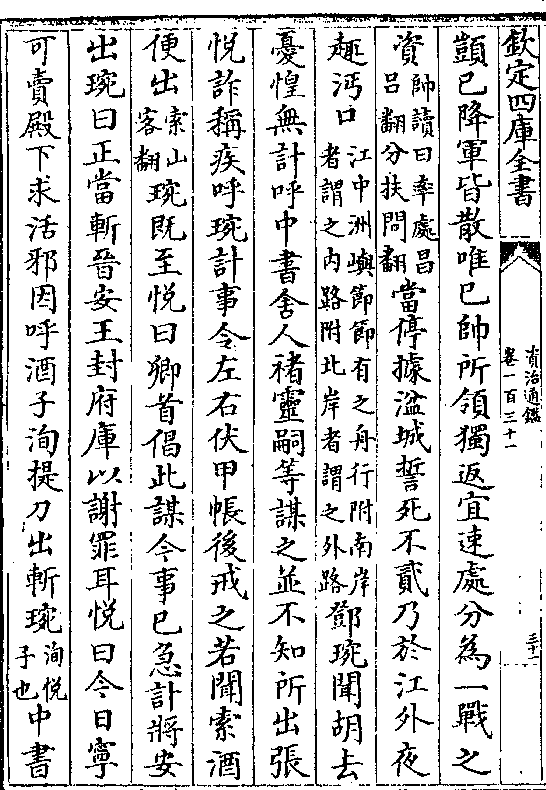 欽定四庫全書
資治通鑑
卷一百三十一
三十二
顗已降軍皆散唯已帥所領獨返宜速處分為一戰之
資帥讀曰率處昌呂翻分扶問翻當停據湓城誓死不貳乃於江外夜
趣沔口江中洲嶼節節有之舟行附南岸者謂之内路附北岸者謂之外路鄧琬聞胡去
憂惶無計呼中書舍人褚靈嗣等謀之並不知所出張
悅詐稱疾呼琬計事令左右伏甲帳後戒之若聞索酒
便出索山客翻琬既至悅曰卿首倡此謀今事已急計將安
出琬曰正當斬晉安王封府庫以謝罪耳悅曰今日寧
可賣殿下求活邪因呼酒子洵提刀出斬琬洵悅子也中書